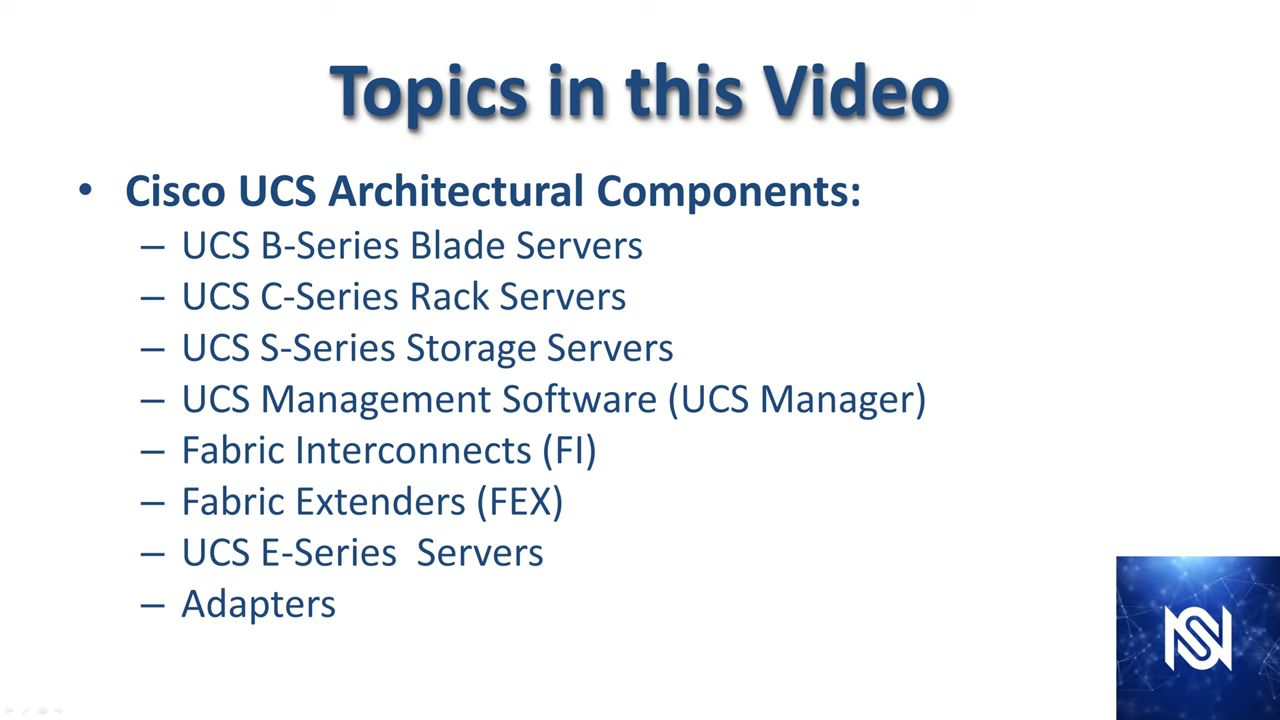 Topics in this Video
• Cisco UCS Architectural Components:
– UCS B-Series Blade Servers
– UCS C-Series Rack Servers
– UCS S-Series Storage Servers
– UCS Management Software (UCS Manager)
– Fabric Interconnects (FI)
– Fabric Extenders (FEX)
– UCS E-Series  Servers
– Adapters